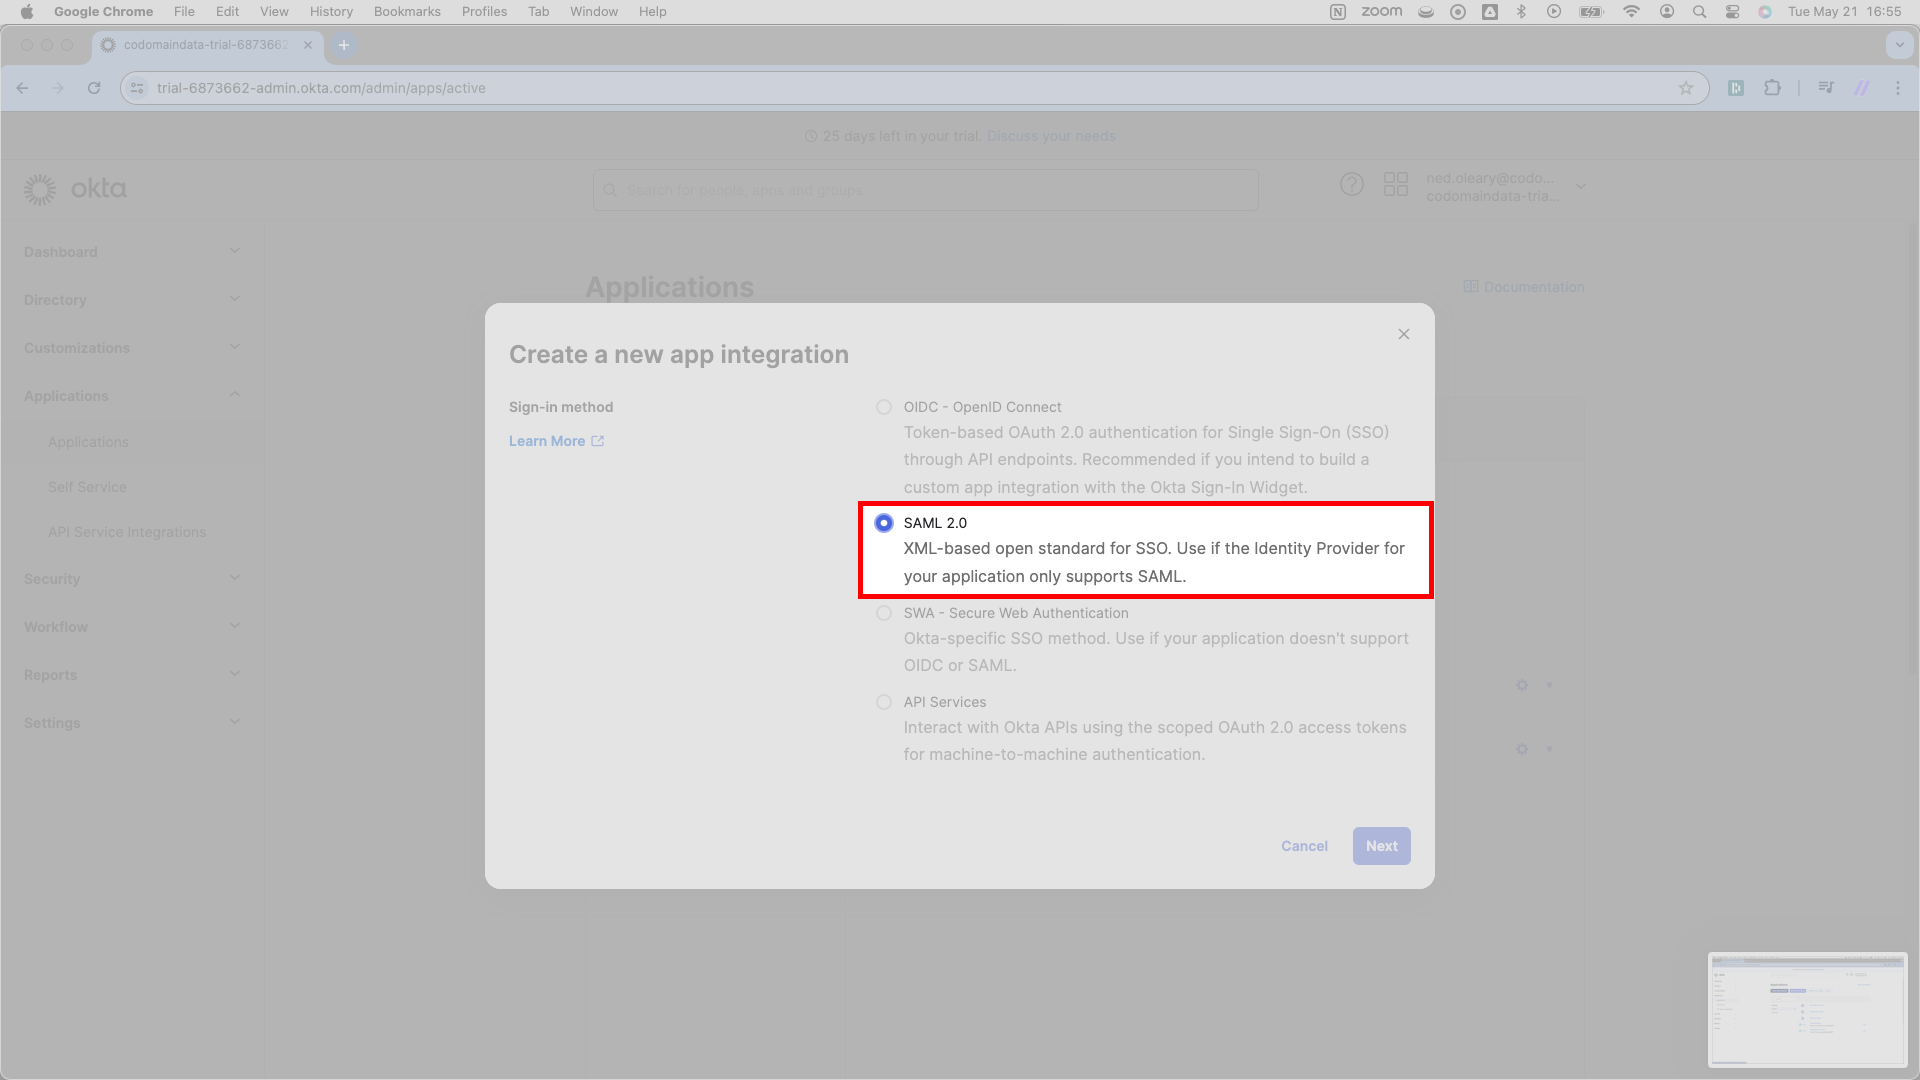 Google Chrome File Edit View History Bookmarks Profiles Tab Window Help zoom Tue May 21 16:55
codomaindata-trial-6873662
trial-6873662-admin.okta.com/admin/apps/active
25 days left in your trial. Discuss your needs
okta
Search for people, apps and groups
ned.oleary@codo...
codomaindata-tria...
Dashboard
Directory
Customizations
Applications
Applications
Self Service
API Service Integrations
Security
Workflow
Reports
Settings
Applications
Documentation
Create a new app integration
Sign-in method
Learn More
OIDC - OpenID Connect
Token-based OAuth 2.0 authentication for Single Sign-On (SSO)
through API endpoints. Recommended if you intend to build a
custom app integration with the Okta Sign-In Widget.
SAML 2.0
XML-based open standard for SSO. Use if the Identity Provider for
your application only supports SAML.
SWA - Secure Web Authentication
Okta-specific SSO method. Use if your application doesn't support
OIDC or SAML.
API Services
Interact with Okta APIs using the scoped OAuth 2.0 access tokens
for machine-to-machine authentication.
Cancel Next